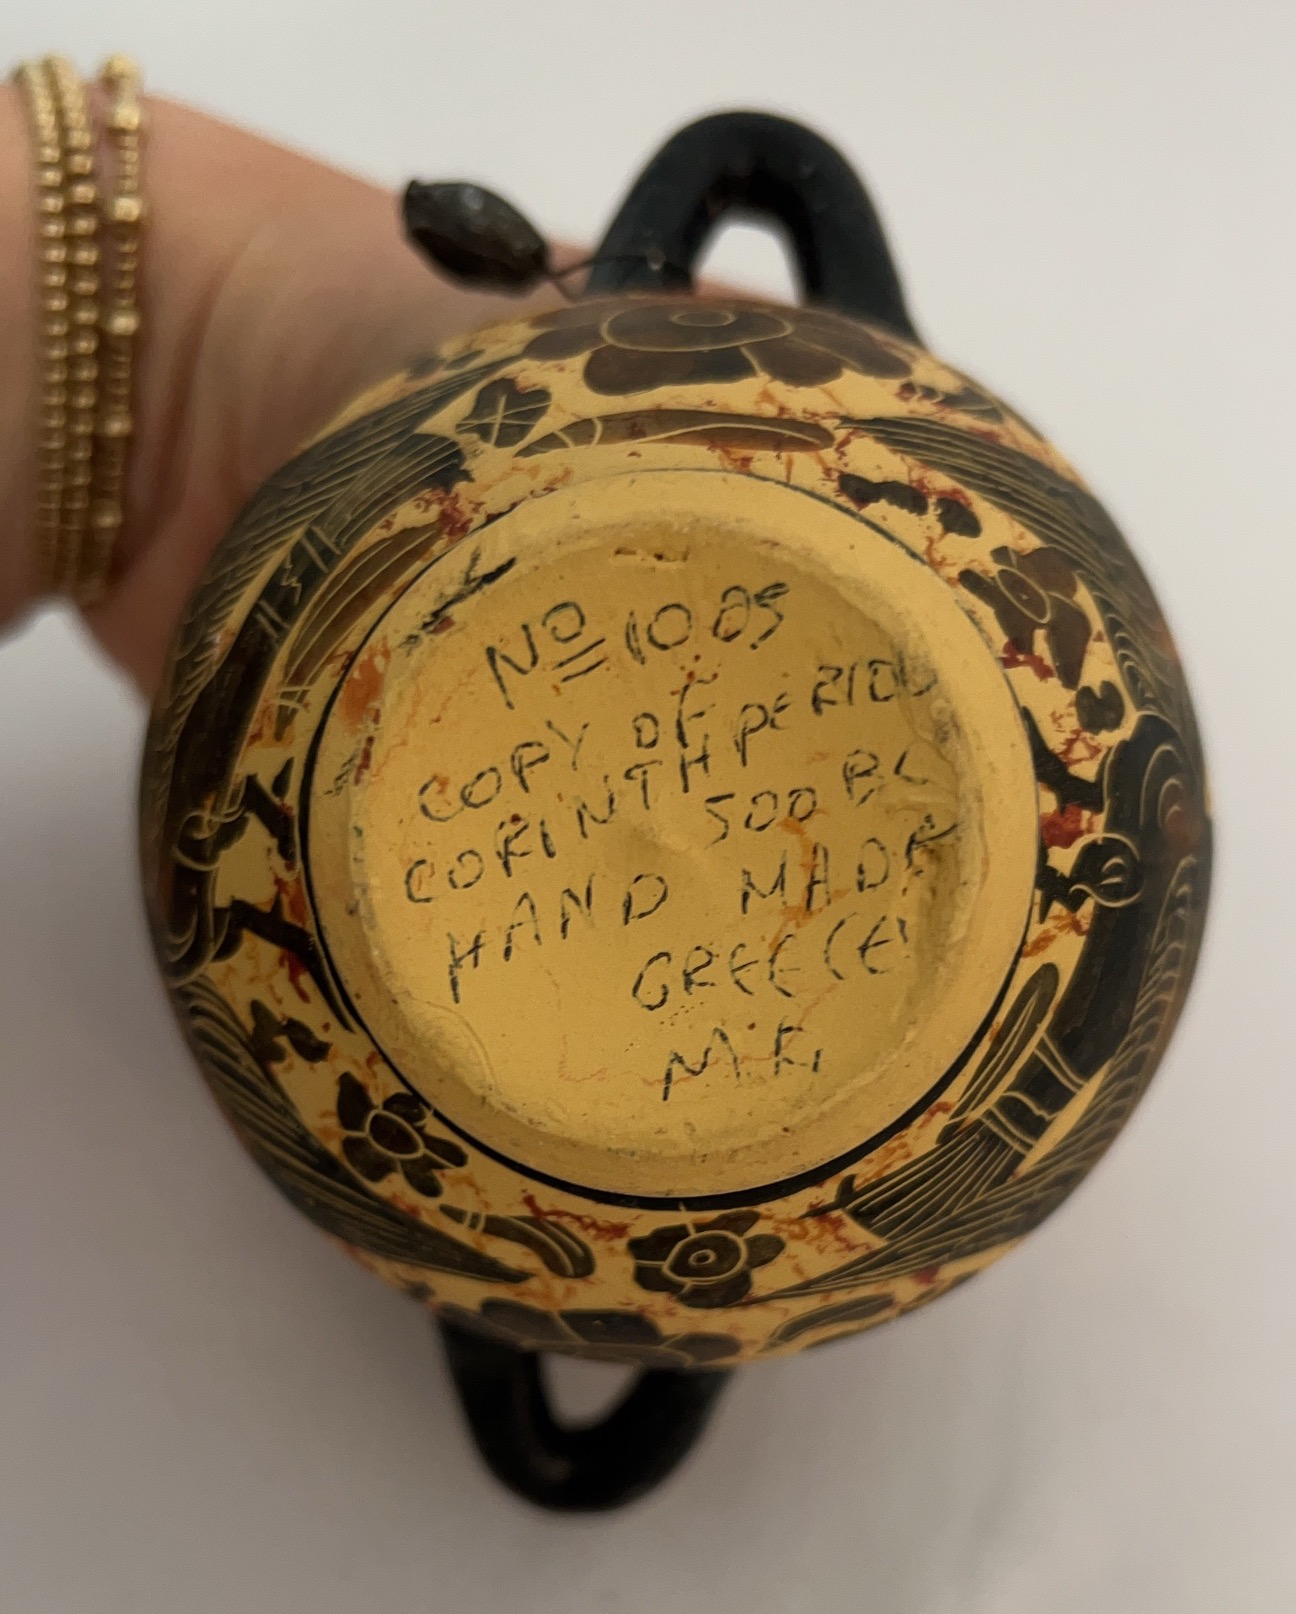 Nº 1085
COPY OF
CORINTH PERIOD
500 BC
HAND MADE
GREECE
M.K.